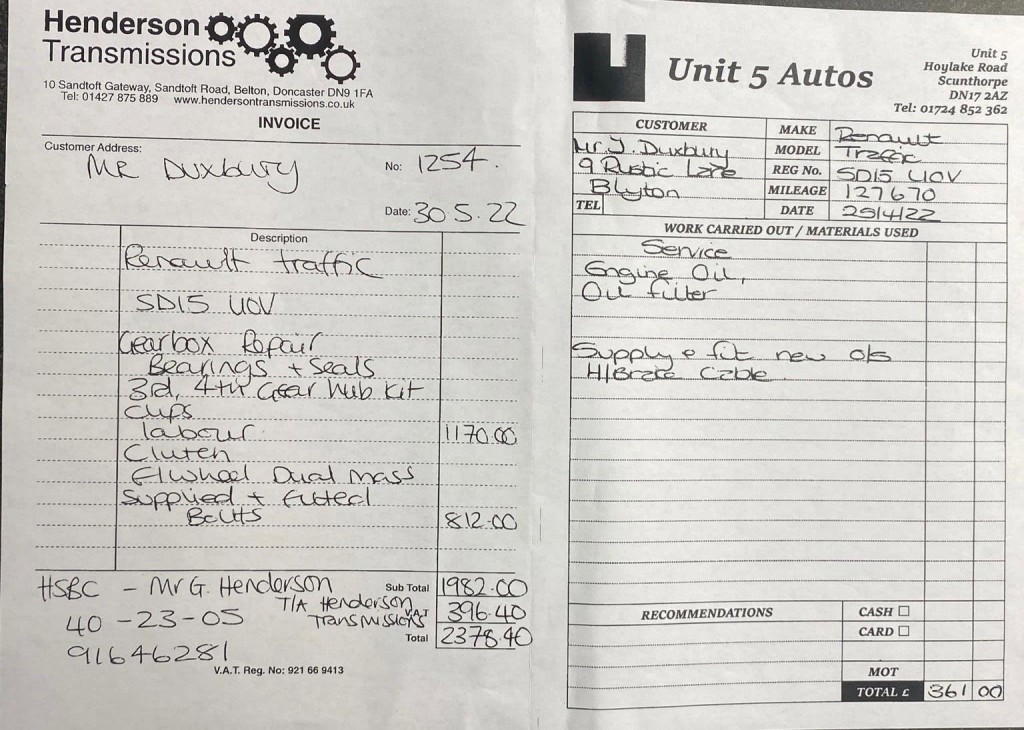 Henderson
Transmissions
10 Sandtoft Gateway, Sandtoft Road, Belton, Doncaster DN9 1FA
Tel: 01427 875 889 www.hendersontransmissions.co.uk
INVOICE
Customer Address:
Mr Duxbury
No: 1254.
Date: 30.5.22
Description
Renault traffic
SD15 UOV
Gearbox Repair
Bearings + seals
3rd, 4th Gear hub kit
Cups
labour 1170.00
Clutch
Flwheel Dual mass
Supplied + fitted
Bolts 812.00
HSBC - Mr G. Henderson
T/A Henderson
Transmissions
40-23-05
91646281
Sub Total 1982.00
V.A.T 396.40
Total 2378.40
V.A.T. Reg. No: 921 66 9413
Unit 5 Autos
Unit 5
Hoylake Road
Scunthorpe
DN17 2AZ
Tel: 01724 852 362
CUSTOMER
Mr. J. Duxbury
9 Rustic Lane
Blyton
TEL
MAKE Renault
MODEL Traffic
REG No. SD15 UOV
MILEAGE 127670
DATE 29/4/22
WORK CARRIED OUT / MATERIALS USED
Service
Engine Oil,
Oil filter
Supply & fit new o/s
H/Brake Cable
RECOMMENDATIONS
CASH
CARD
MOT
TOTAL £ 361 00